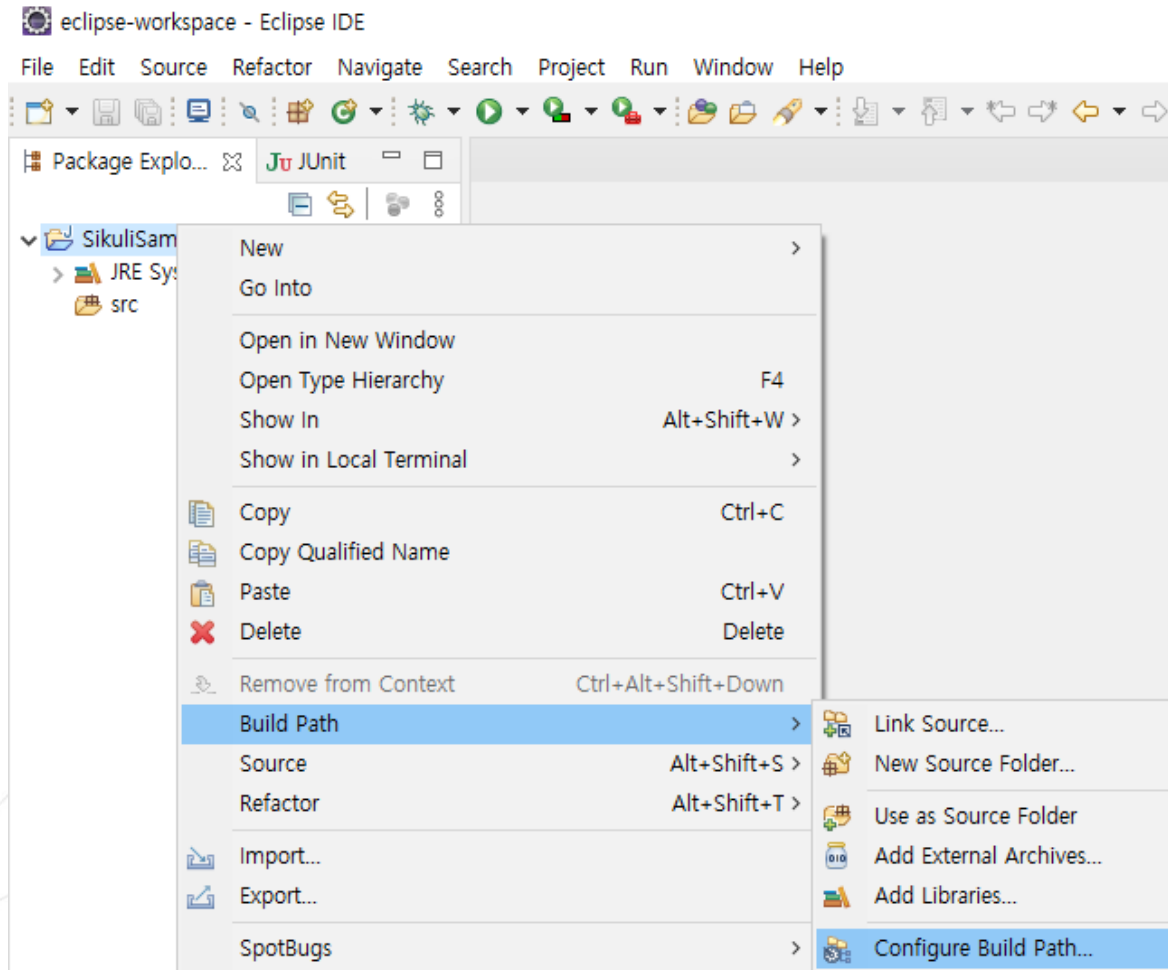 eclipse-workspace - Eclipse IDE
File Edit Source Refactor Navigate Search Project Run Window Help
Package Explo... JU JUnit
SikuliSam
JRE Sys
src
New
Go Into
Open in New Window
Open Type Hierarchy F4
Show In Alt+Shift+W >
Show in Local Terminal
Copy Ctrl+C
Copy Qualified Name
Paste Ctrl+V
Delete Delete
Remove from Context Ctrl+Alt+Shift+Down
Build Path
Source Alt+Shift+S >
Refactor Alt+Shift+T >
Import...
Export...
SpotBugs
Link Source...
New Source Folder...
Use as Source Folder
010 Add External Archives...
Add Libraries...
Configure Build Path...